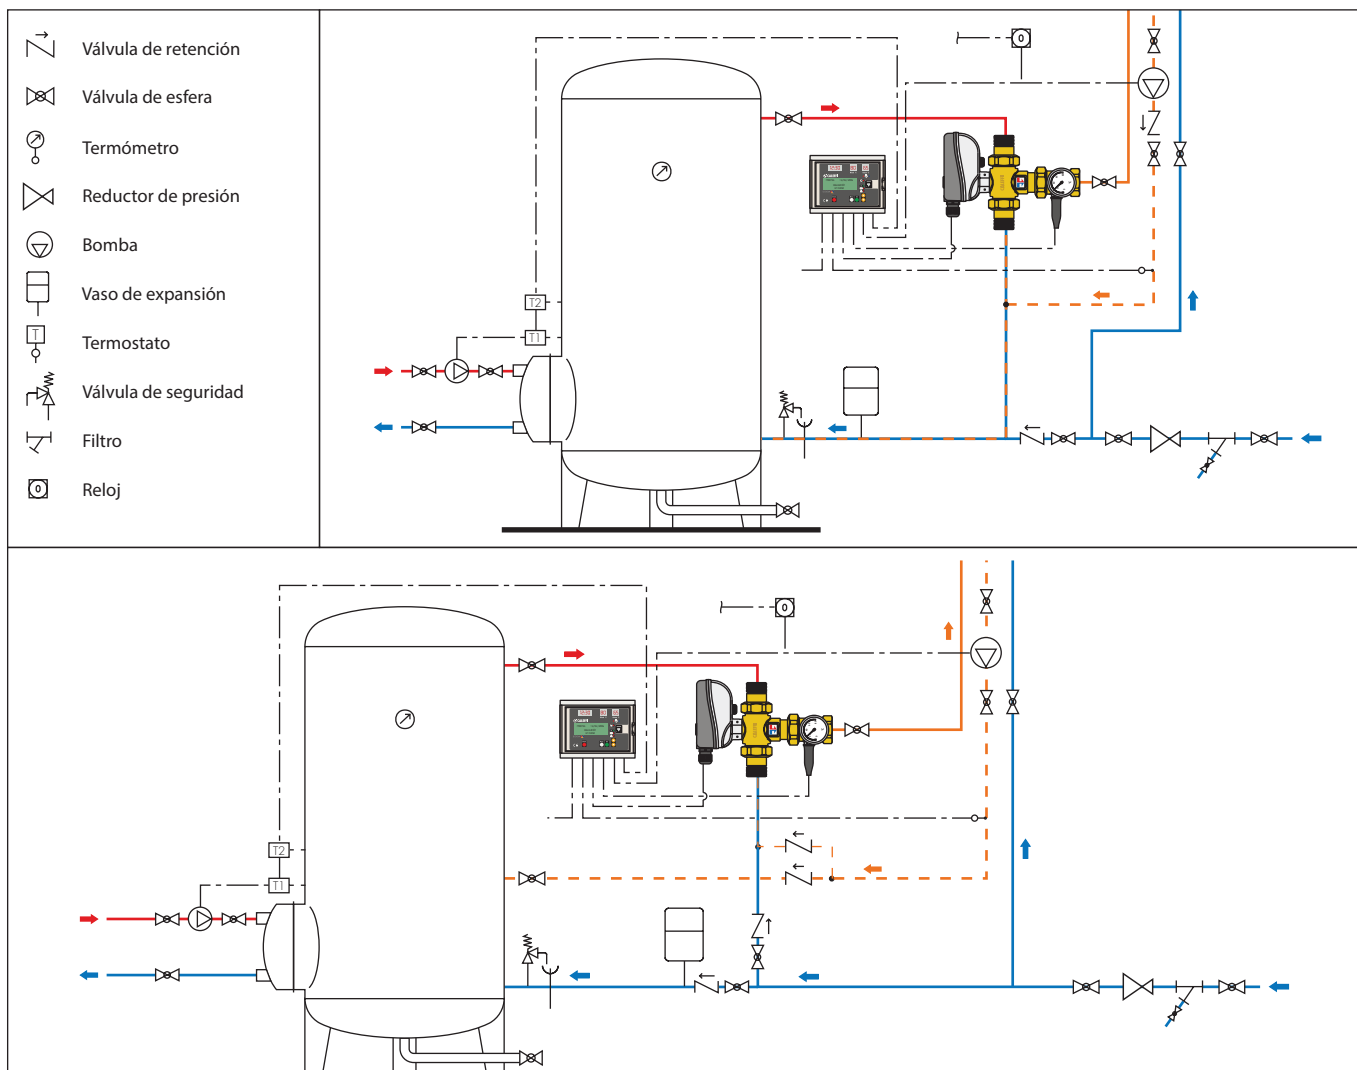 Válvula de retención
Válvula de esfera
Termómetro
Reductor de presión
Bomba
Vaso de expansión
T
Termostato
Válvula de seguridad
Filtro
Reloj
T2
T1
T2
T1